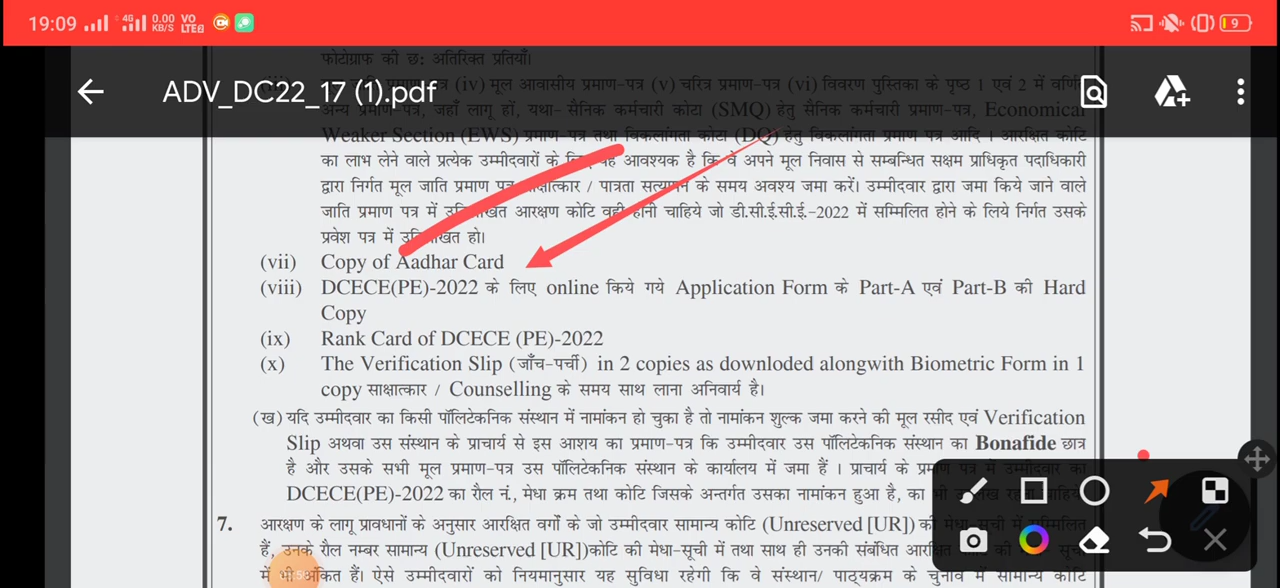 19:09 4G 0.00 KB/S VO LTE2 9
फोटोग्राफ की छः अतिरिक्त प्रतियाँ।
ADV_DC22_17 (1).pdf
प्रमाण-पत्र (iv) मूल आवासीय प्रमाण-पत्र (v) चरित्र प्रमाण-पत्र (vi) विवरण पुस्तिका के पृष्ठ 1 एवं 2 में
अन्य प्रमाण-पत्र, जहाँ लागू हों, यथा- सैनिक कर्मचारी कोटा (SMQ) हेतु सैनिक कर्मचारी प्रमाण-पत्र, Economical
Weaker Section (EWS) प्रमाण-पत्र तथा विकलांगता कोटा (DQ) हेतु विकलांगता प्रमाण पत्र आदि । आरक्षित कोटि
का लाभ लेने वाले प्रत्येक उम्मीदवारों के लिए यह आवश्यक है कि वे अपने मूल निवास से सम्बन्धित सक्षम प्राधिकृत पदाधिकारी
द्वारा निर्गत मूल जाति प्रमाण पत्र साक्षात्कार / पात्रता सत्यापन के समय अवश्य जमा करें। उम्मीदवार द्वारा जमा किये जाने वाले
जाति प्रमाण पत्र में उल्लिखित आरक्षण कोटि वही होनी चाहिये जो डी.सी.ई.सी.ई.-2022 में सम्मिलित होने के लिये निर्गत उसके
प्रवेश पत्र में उल्लिखित हो।
(vii) Copy of Aadhar Card
(viii) DCECE(PE)-2022 के लिए online किये गये Application Form के Part-A एवं Part-B की Hard
Copy
(ix) Rank Card of DCECE (PE)-2022
(x) The Verification Slip (जाँच-पर्ची) in 2 copies as downloded alongwith Biometric Form in 1
copy साक्षात्कार / Counselling के समय साथ लाना अनिवार्य है।
(ख) यदि उम्मीदवार का किसी पॉलिटेकनिक संस्थान में नामांकन हो चुका है तो नामांकन शुल्क जमा करने की मूल रसीद एवं Verification
Slip अथवा उस संस्थान के प्राचार्य से इस आशय का प्रमाण-पत्र कि उम्मीदवार उस पॉलिटेकनिक संस्थान का Bonafide छात्र
है और उसके सभी मूल प्रमाण-पत्र उस पॉलिटेकनिक संस्थान के कार्यालय में जमा हैं । प्राचार्य के प्रमाण पत्र में उम्मीदवार का
DCECE(PE)-2022 का रौल नं., मेधा क्रम तथा कोटि जिसके अन्तर्गत उसका नामांकन हुआ है, का
7. आरक्षण के लागू प्रावधानों के अनुसार आरक्षित वर्गों के जो उम्मीदवार सामान्य कोटि (Unreserved [UR]) की मेधा-सूची में सम्मिलित
हैं, उनके रौल नम्बर सामान्य (Unreserved [UR])कोटि की मेधा-सूची में तथा साथ ही उनकी संबंधित आरक्षित कोटि की
में भी अंकित हैं। ऐसे उम्मीदवारों को नियमानुसार यह सुविधा रहेगी कि वे संस्थान/ पाठ्यक्रम के चुनाव में सामान्य कोटि